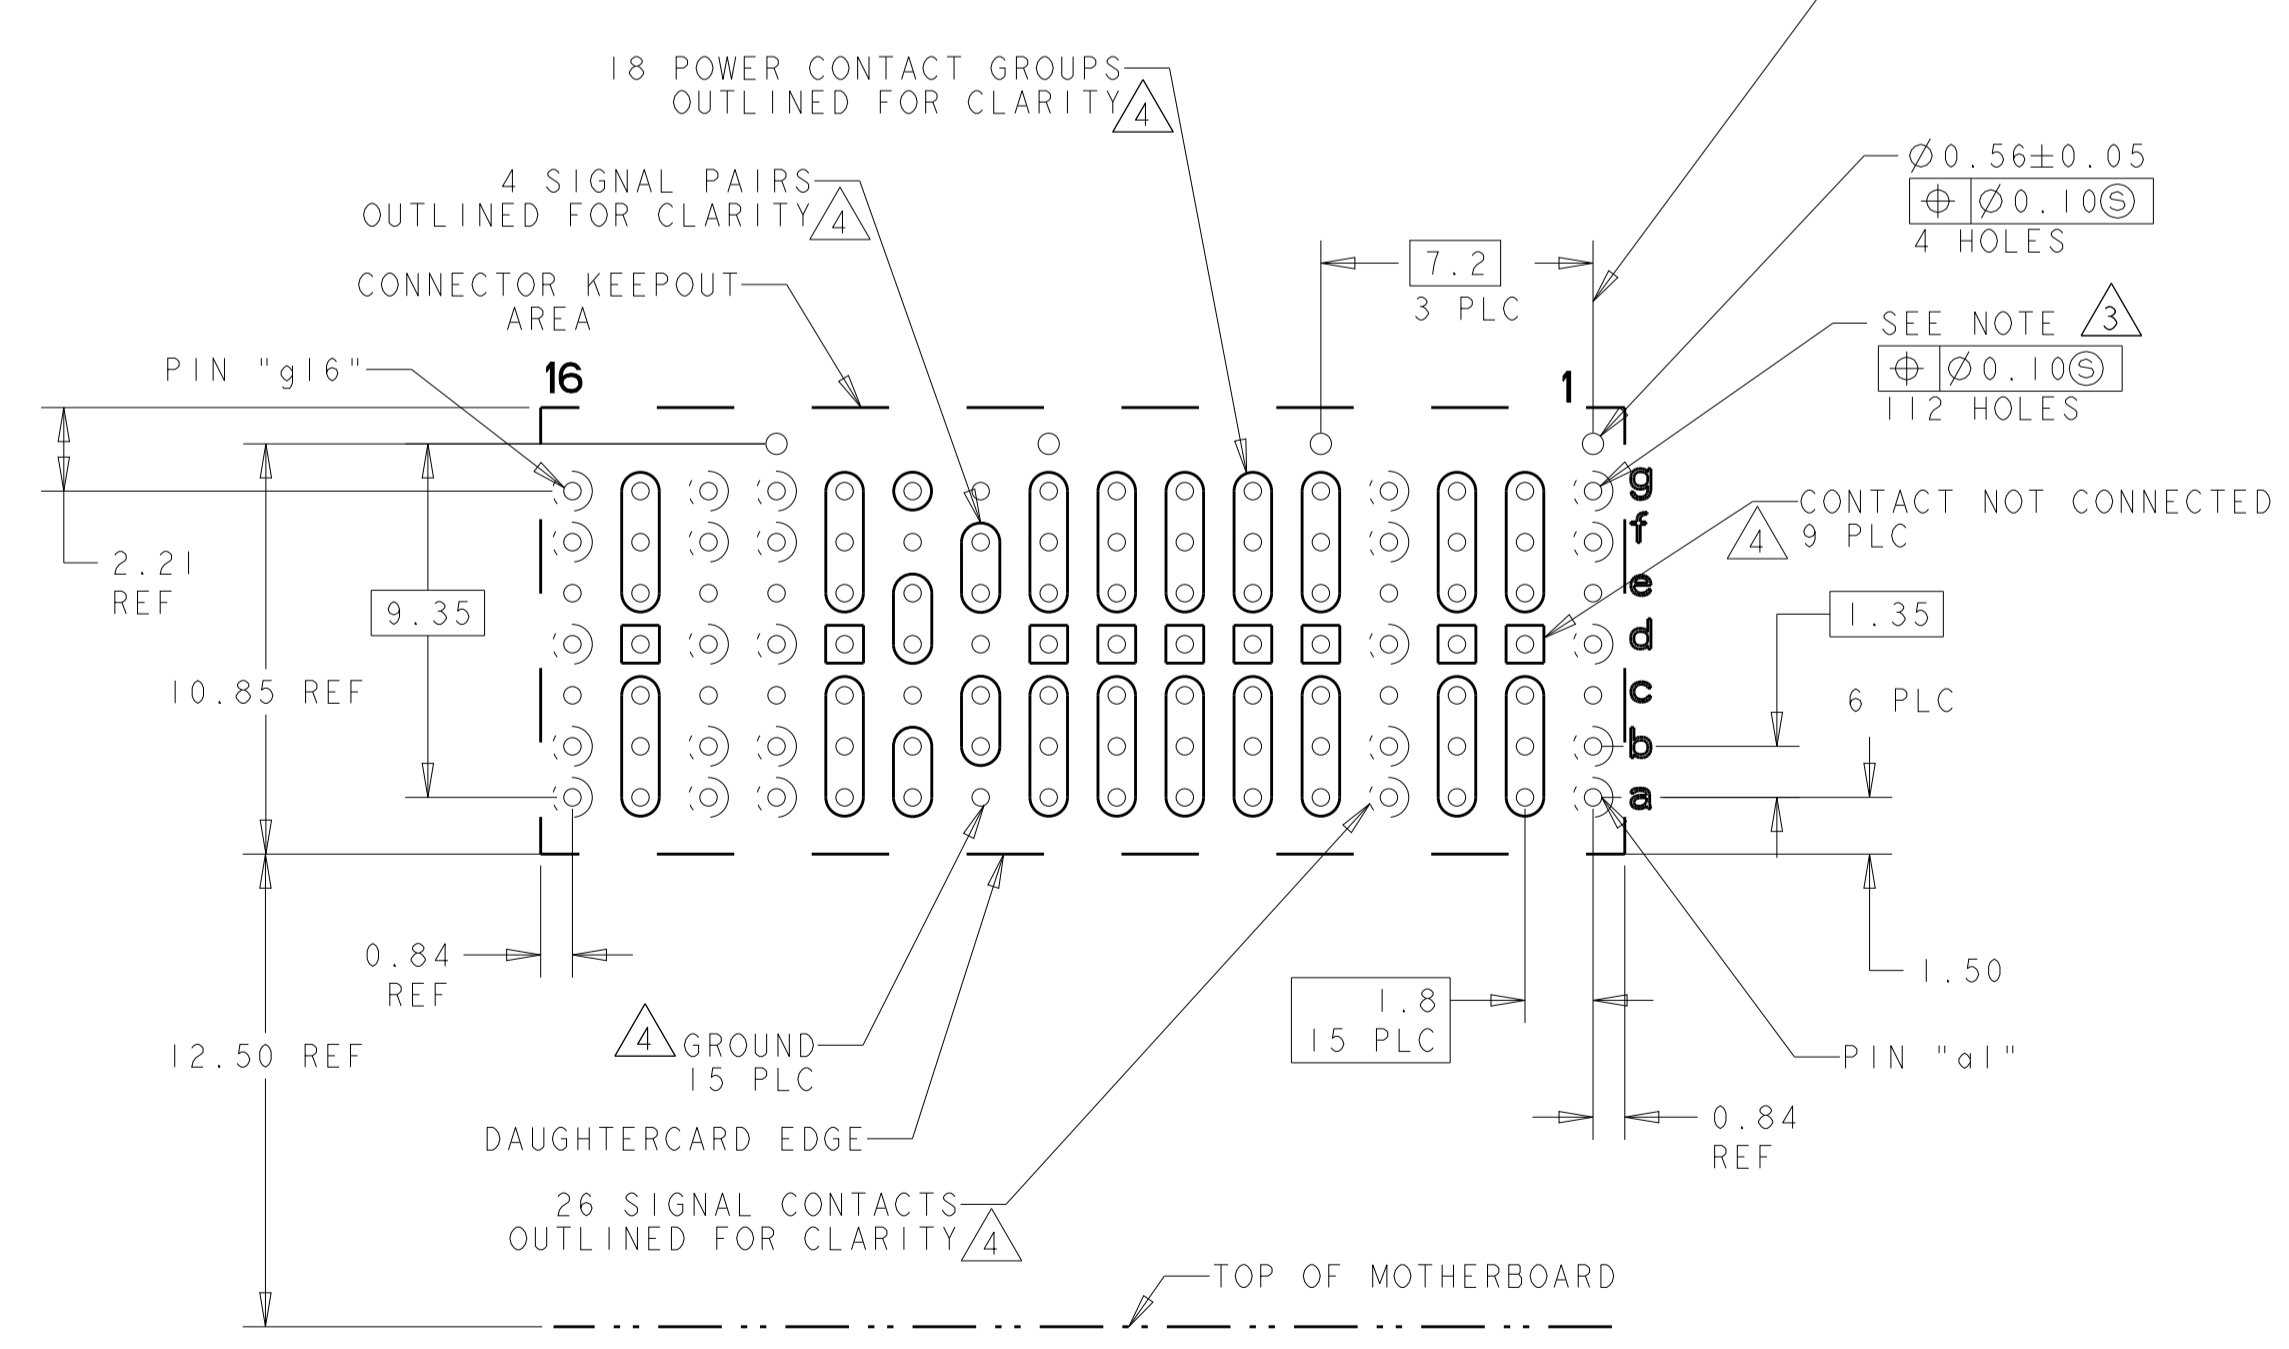 18 POWER CONTACT GROUPS
OUTLINED FOR CLARITY 4
4 SIGNAL PAIRS
OUTLINED FOR CLARITY 4
CONNECTOR KEEPOUT
AREA
PIN "g16"
16
1
7.2
3 PLC
Ø0.56±0.05
⌖ Ø0.10Ⓢ
4 HOLES
SEE NOTE 3
⌖ Ø0.10Ⓢ
112 HOLES
g
f
e
d
c
b
a
CONTACT NOT CONNECTED
4 9 PLC
2.21
REF
9.35
10.85 REF
1.35
6 PLC
1.50
0.84
REF
12.50 REF
4 GROUND
15 PLC
1.8
15 PLC
PIN "a1"
0.84
REF
DAUGHTERCARD EDGE
26 SIGNAL CONTACTS
OUTLINED FOR CLARITY 4
TOP OF MOTHERBOARD